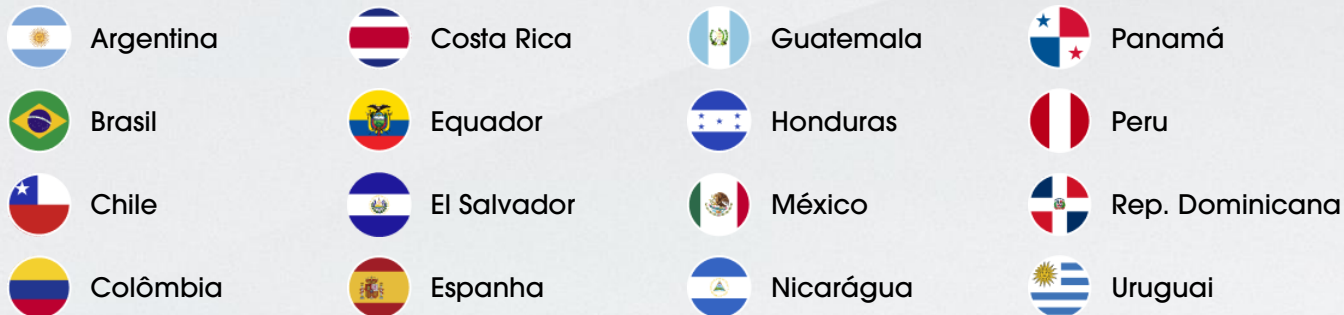 Argentina
Costa Rica
Guatemala
Panamá
Brasil
Equador
Honduras
Peru
Chile
El Salvador
México
Rep. Dominicana
Colômbia
Espanha
Nicarágua
Uruguai